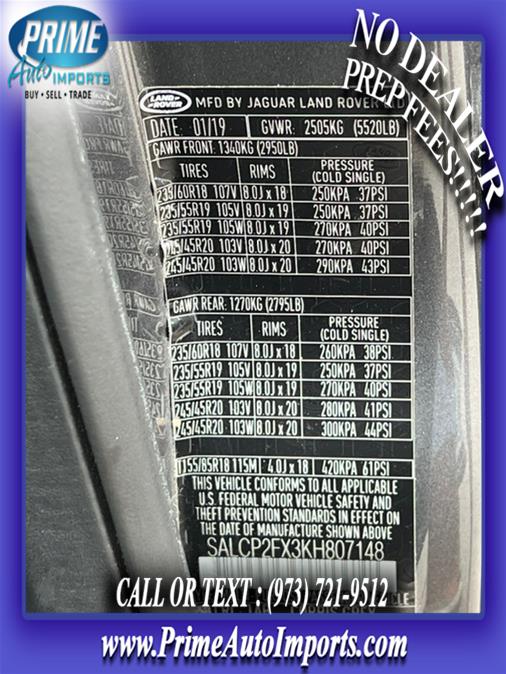 PRIME
Auto IMPORTS
BUY • SELL • TRADE
NO DEALER
PREP FEES!!!!!
LAND ROVER MFD BY JAGUAR LAND ROVER LTD
DATE: 01/19 GVWR: 2505KG (5520LB)
GAWR FRONT: 1340KG (2950LB)
TIRES RIMS PRESSURE (COLD SINGLE)
235/60R18 107V 8.0J x 18 250KPA 37PSI
235/55R19 105V 8.0J x 19 250KPA 37PSI
235/55R19 105W 8.0J x 19 270KPA 40PSI
245/45R20 103V 8.0J x 20 270KPA 40PSI
245/45R20 103W 8.0J x 20 290KPA 43PSI
GAWR REAR: 1270KG (2795LB)
TIRES RIMS PRESSURE (COLD SINGLE)
235/60R18 107V 8.0J x 18 260KPA 38PSI
235/55R19 105V 8.0J x 19 260KPA 37PSI
235/55R19 105W 8.0J x 19 270KPA 40PSI
245/45R20 103V 8.0J x 20 280KPA 41PSI
245/45R20 103W 8.0J x 20 300KPA 44PSI
T155/85R18 115M 4.0J x 18 420KPA 61PSI
THIS VEHICLE CONFORMS TO ALL APPLICABLE
U.S. FEDERAL MOTOR VEHICLE SAFETY AND
THEFT PREVENTION STANDARDS IN EFFECT ON
THE DATE OF MANUFACTURE SHOWN ABOVE
SALCP2FX3KH807148
CALL OR TEXT : (973) 721-9512
www.PrimeAutoImports.com